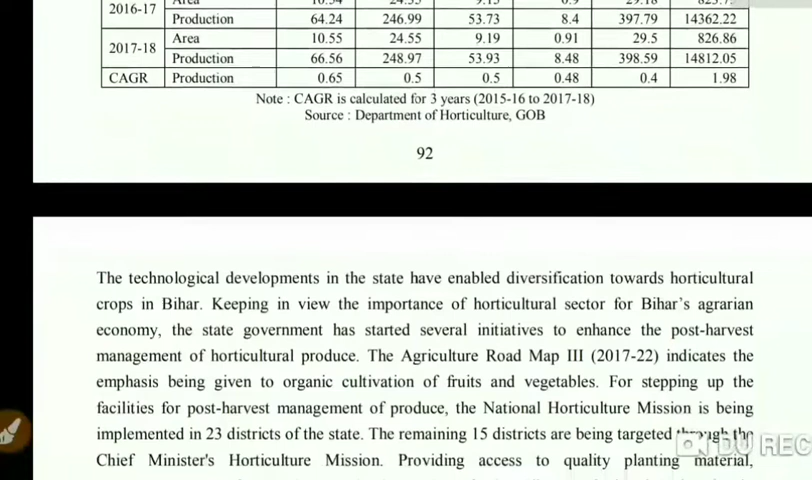 2016-17
Production 64.24 246.99 53.73 8.4 397.79 14362.22
2017-18 Area 10.55 24.55 9.19 0.91 29.5 826.86
Production 66.56 248.97 53.93 8.48 398.59 14812.05
CAGR Production 0.65 0.5 0.5 0.48 0.4 1.98
Note : CAGR is calculated for 3 years (2015-16 to 2017-18)
Source : Department of Horticulture, GOB
92
The technological developments in the state have enabled diversification towards horticultural
crops in Bihar. Keeping in view the importance of horticultural sector for Bihar's agrarian
economy, the state government has started several initiatives to enhance the post-harvest
management of horticultural produce. The Agriculture Road Map III (2017-22) indicates the
emphasis being given to organic cultivation of fruits and vegetables. For stepping up the
facilities for post-harvest management of produce, the National Horticulture Mission is being
implemented in 23 districts of the state. The remaining 15 districts are being targeted through the
DU REC
Chief Minister's Horticulture Mission. Providing access to quality planting material,